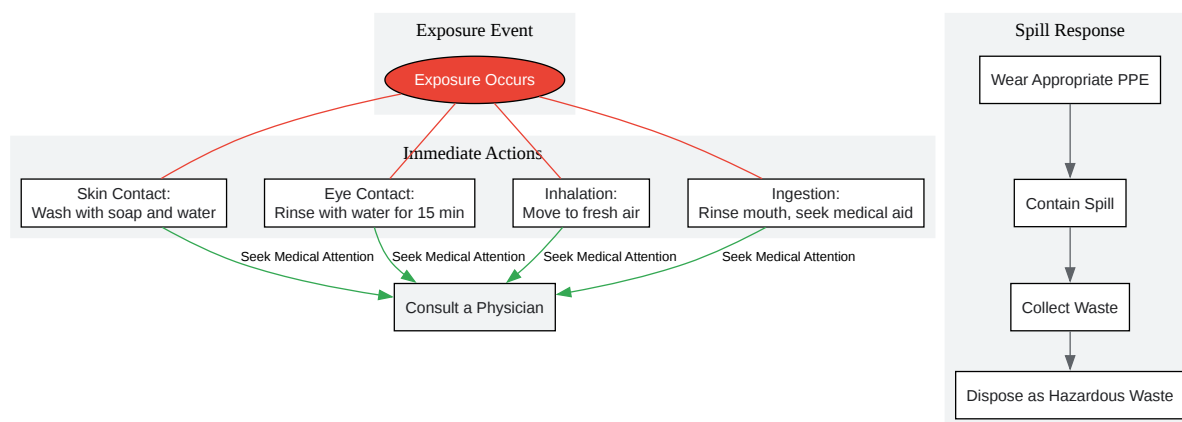 Exposure Event
Exposure Occurs
Immediate Actions
Skin Contact:
Wash with soap and water
Eye Contact:
Rinse with water for 15 min
Inhalation:
Move to fresh air
Ingestion:
Rinse mouth, seek medical aid
Seek Medical Attention
Seek Medical Attention
Seek Medical Attention
Seek Medical Attention
Consult a Physician
Spill Response
Wear Appropriate PPE
Contain Spill
Collect Waste
Dispose as Hazardous Waste